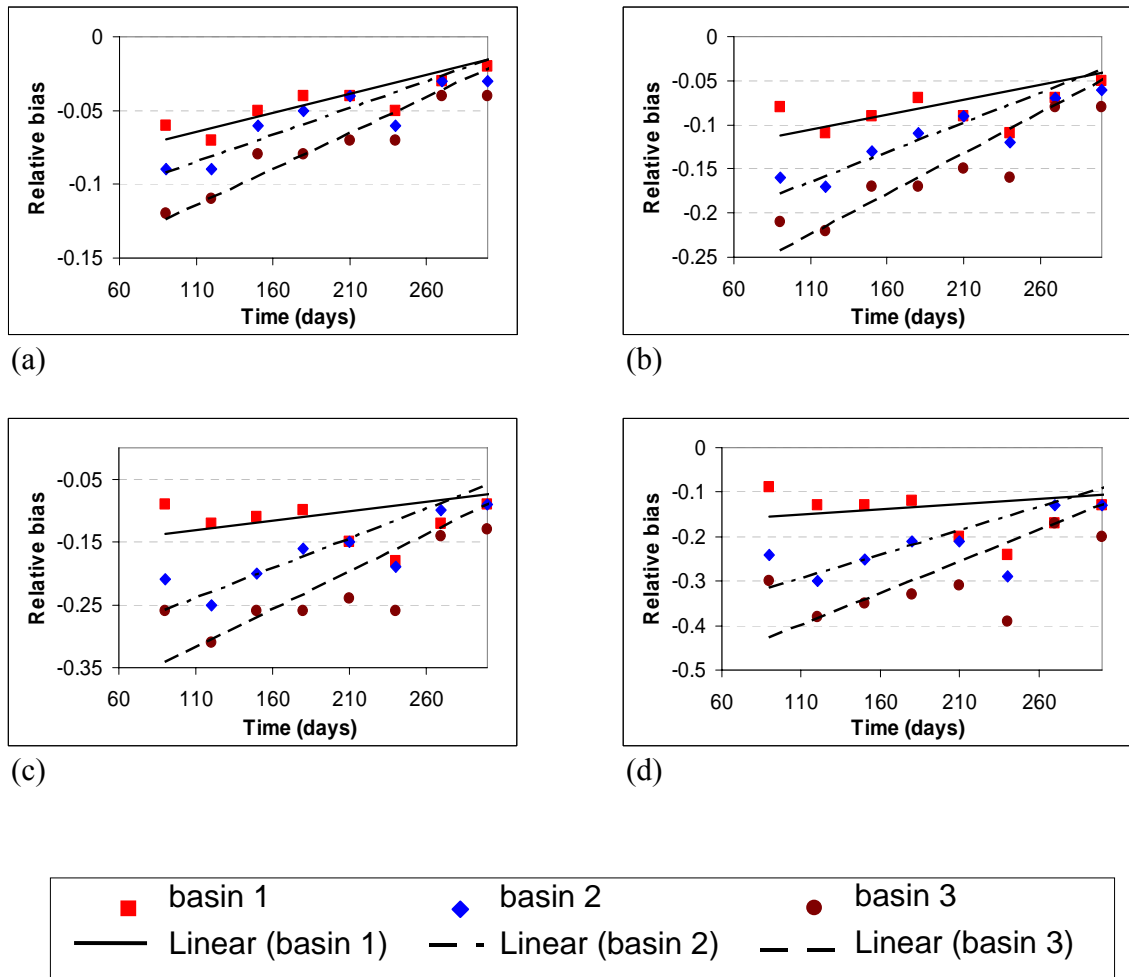 0
-0.05
-0.1
-0.15
60 110 160 210 260
Time (days)
Relative bias
(a)
0
-0.05
-0.1
-0.15
-0.2
-0.25
60 110 160 210 260
Time (days)
Relative bias
(b)
-0.05
-0.15
-0.25
-0.35
60 110 160 210 260
Time (days)
Relative bias
(c)
0
-0.1
-0.2
-0.3
-0.4
-0.5
60 110 160 210 260
Time (days)
Relative bias
(d)
basin 1 basin 2 basin 3
Linear (basin 1) Linear (basin 2) Linear (basin 3)